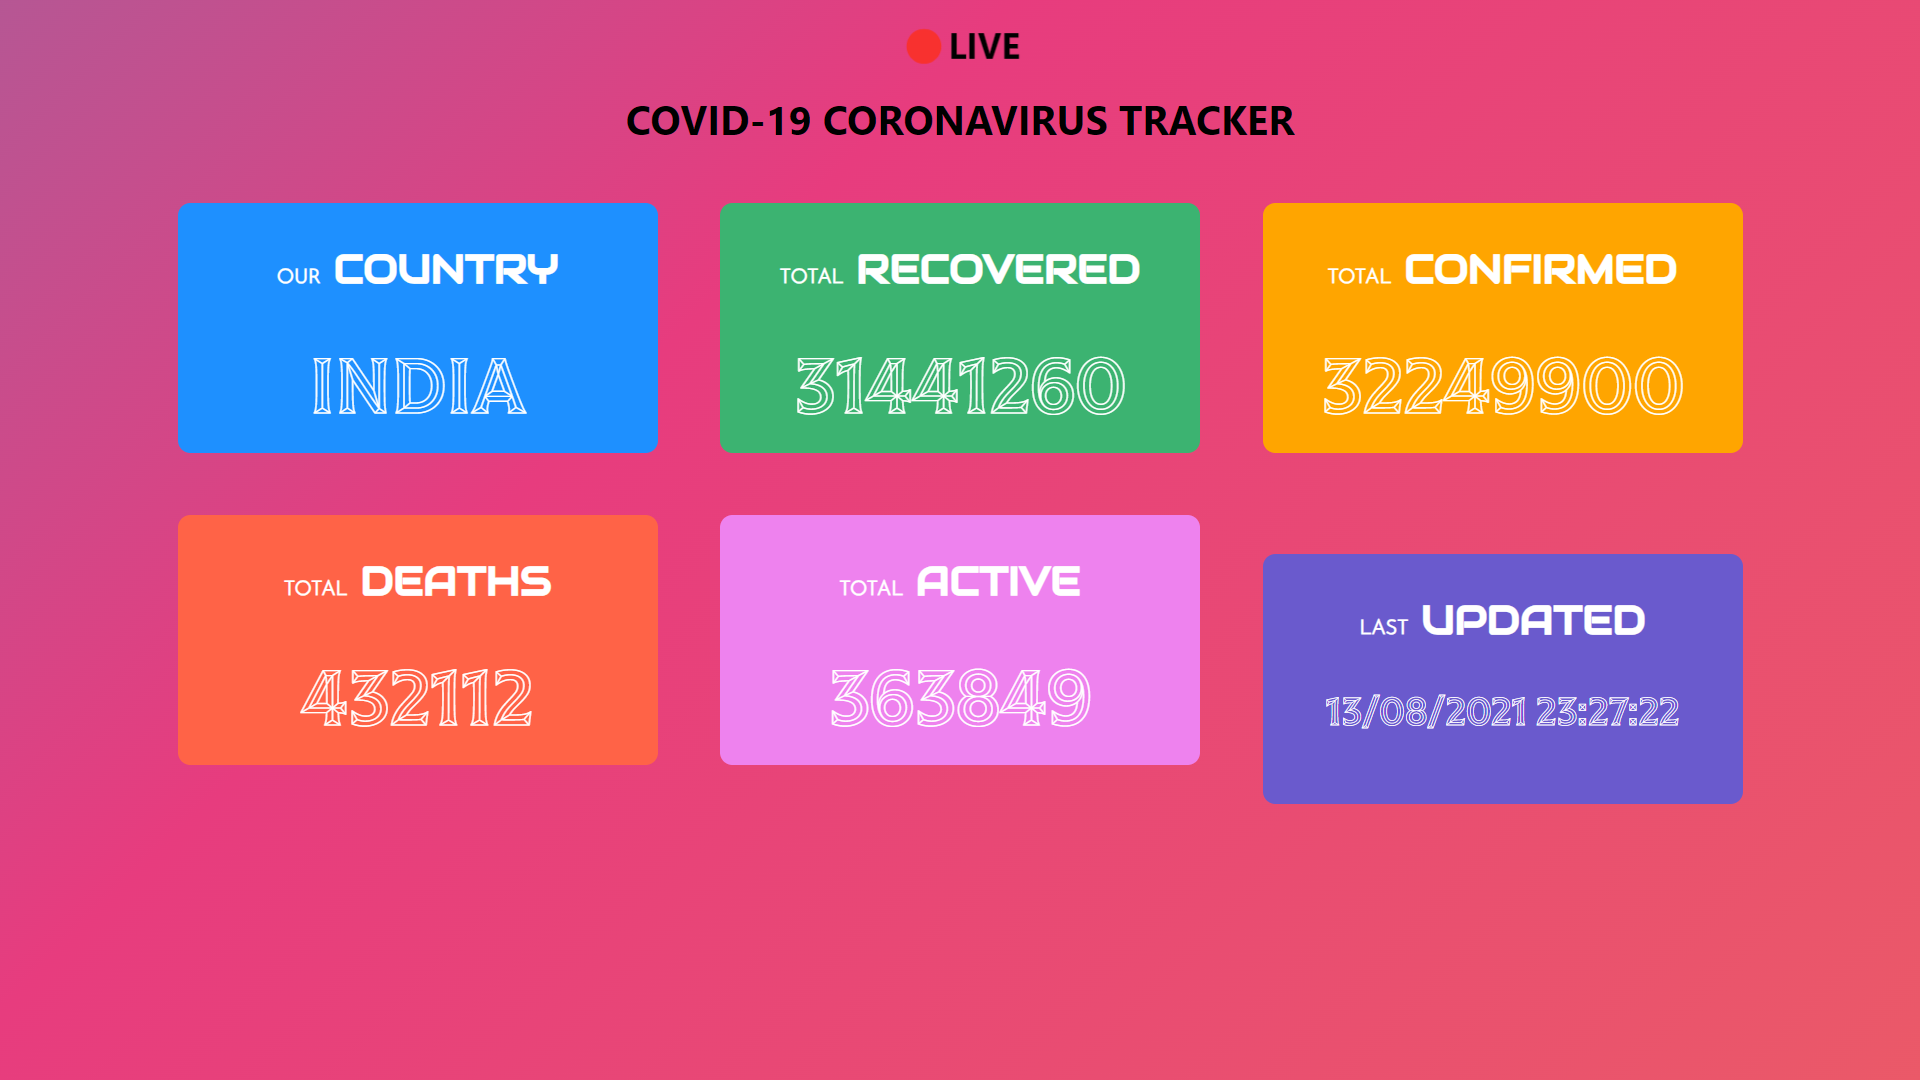 LIVE
COVID-19 CORONAVIRUS TRACKER
OUR COUNTRY
INDIA
TOTAL RECOVERED
31441260
TOTAL CONFIRMED
32249900
TOTAL DEATHS
432112
TOTAL ACTIVE
363849
LAST UPDATED
13/08/2021 23:27:22